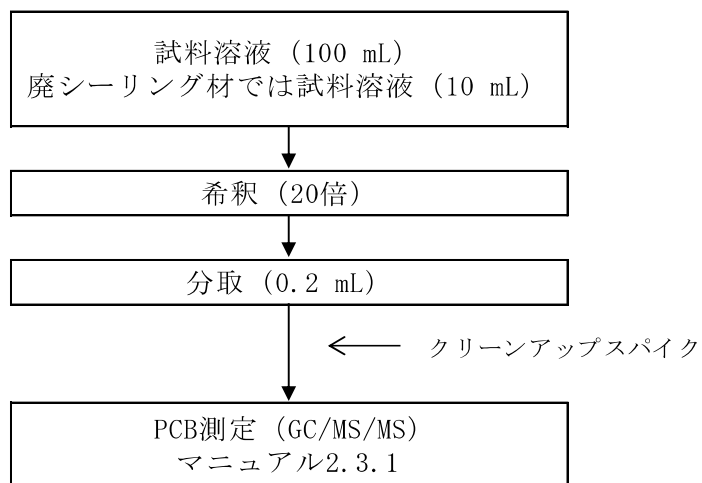 試料溶液 (100 mL)
廃シーリング材では試料溶液 (10 mL)
希釈 (20倍)
分取 (0.2 mL)
クリーンアップスパイク
PCB測定 (GC/MS/MS)
マニュアル2.3.1